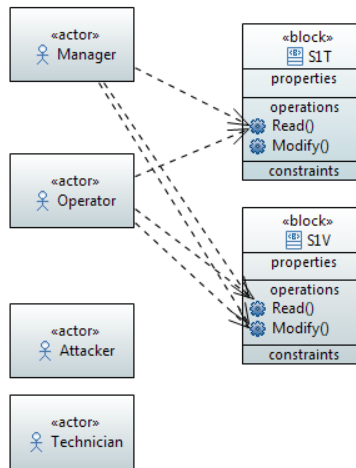 «actor»
Manager
«actor»
Operator
«actor»
Attacker
«actor»
Technician
«block»
S1T
properties
operations
Read()
Modify()
constraints
«block»
S1V
properties
operations
Read()
Modify()
constraints